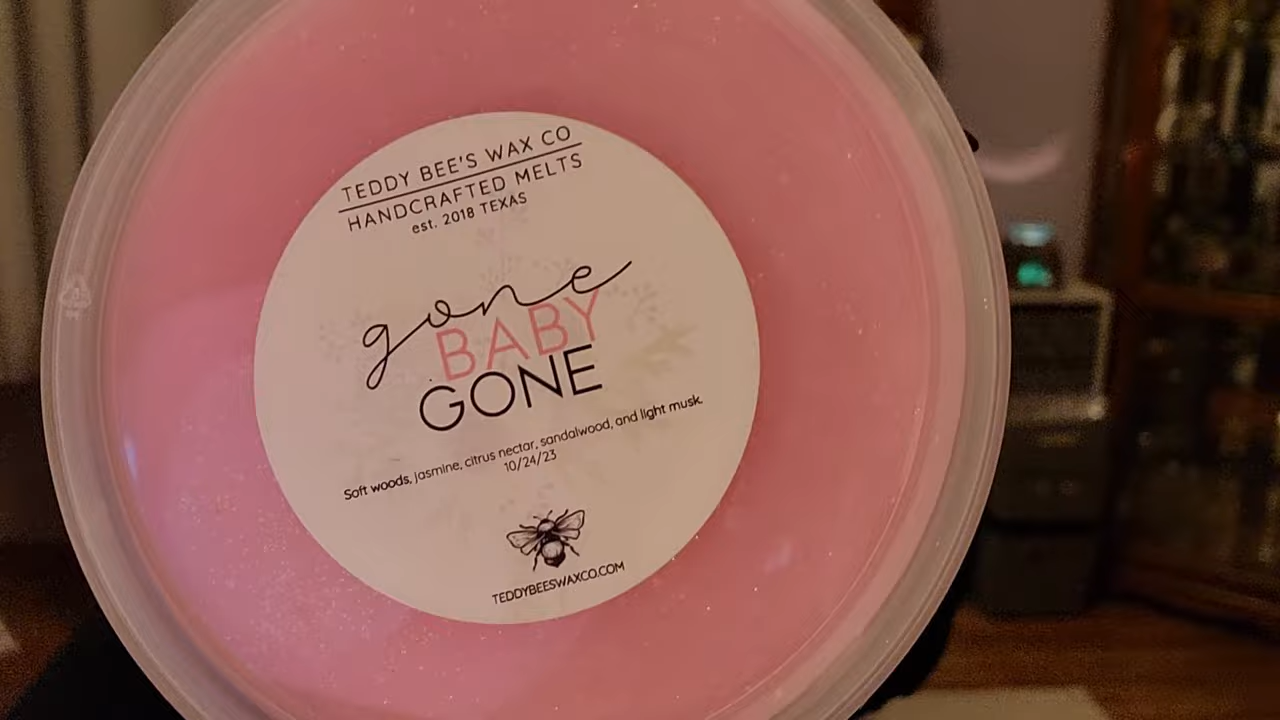 TEDDY BEE'S WAX CO
HANDCRAFTED MELTS
est. 2018 TEXAS
gone
BABY
GONE
Soft woods, jasmine, citrus nectar, sandalwood, and light musk.
10/24/23
TEDDYBEESWAXCO.COM